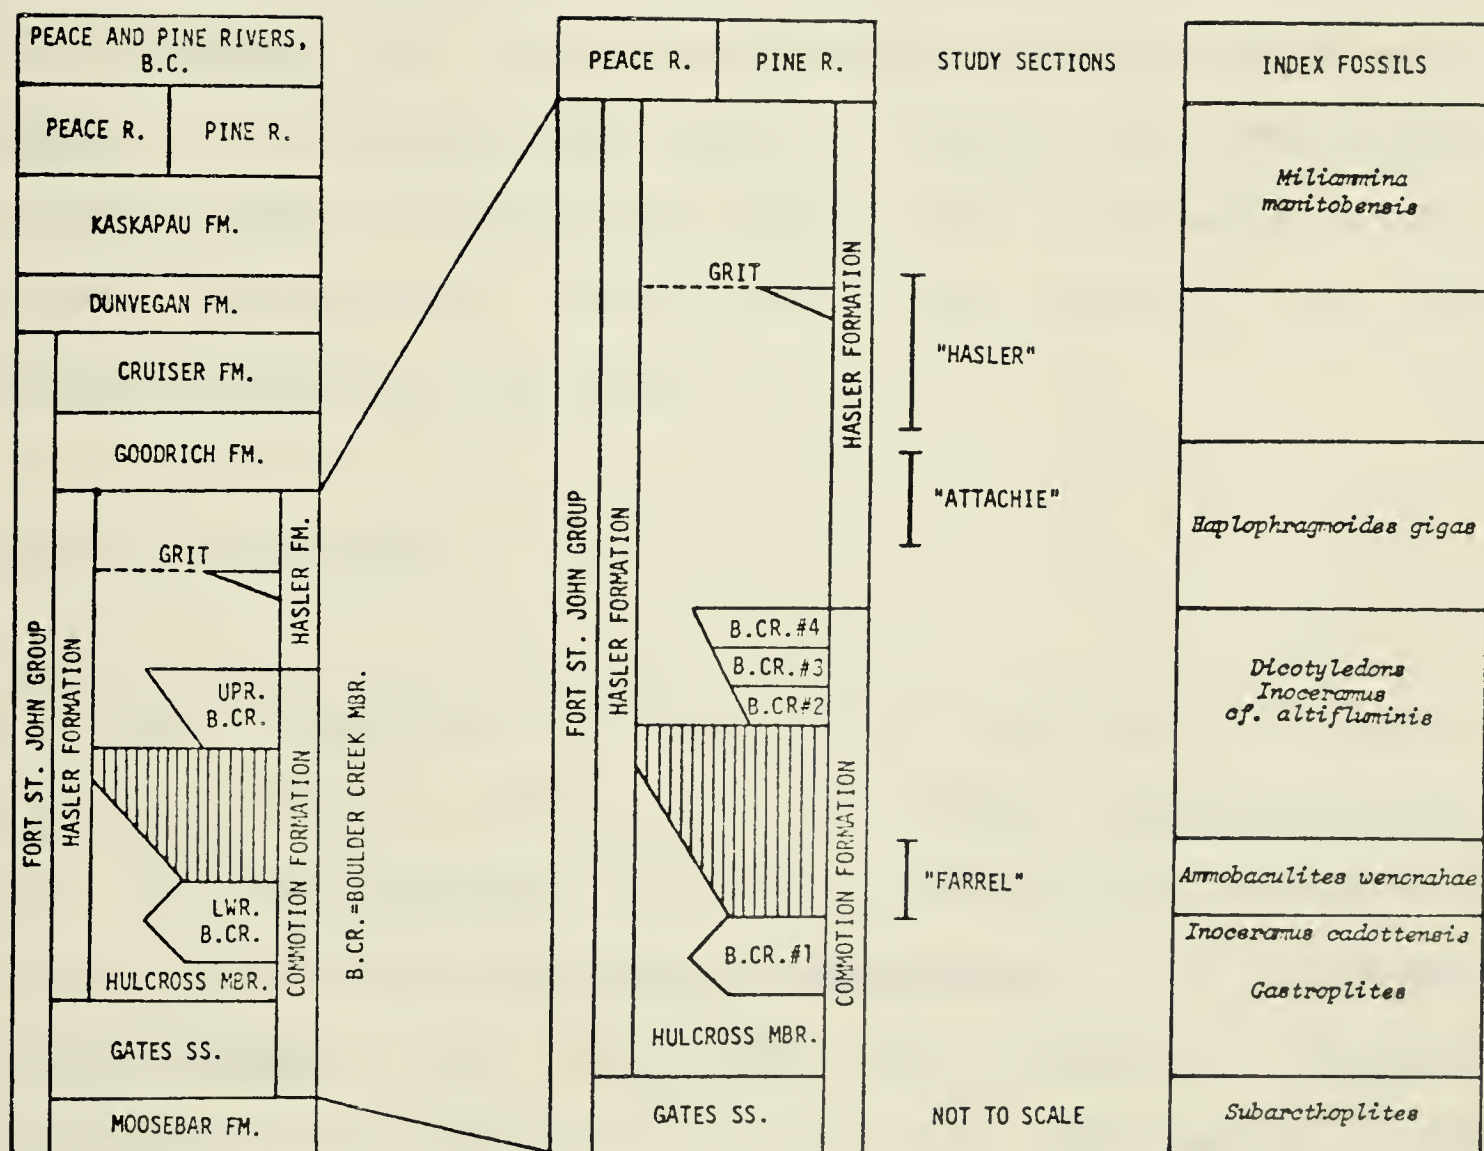 PEACE AND PINE RIVERS,
B.C.
PEACE R.
PINE R.
KASKAPAU FM.
DUNVEGAN FM.
CRUISER FM.
GOODRICH FM.
GRIT
HASLER FM.
FORT ST. JOHN GROUP
HASLER FORMATION
UPR.
B.CR.
COMMOTION FORMATION
LWR.
B.CR.
HULCROSS MBR.
GATES SS.
MOOSEBAR FM.
B.CR.=BOULDER CREEK MBR.
PEACE R.
PINE R.
GRIT
HASLER FORMATION
FORT ST. JOHN GROUP
HASLER FORMATION
B.CR.#4
B.CR.#3
B.CR#2
COMMOTION FORMATION
B.CR.#1
HULCROSS MBR.
GATES SS.
STUDY SECTIONS
"HASLER"
"ATTACHIE"
"FARREL"
NOT TO SCALE
INDEX FOSSILS
Miliammina
manitobensis
Haplophragmoides gigas
Dicotyledons
Inoceramus
cf. altifluminis
Ammobaculites wenonahae
Inoceramus cadottensis
Gastroplites
Subarcthoplites